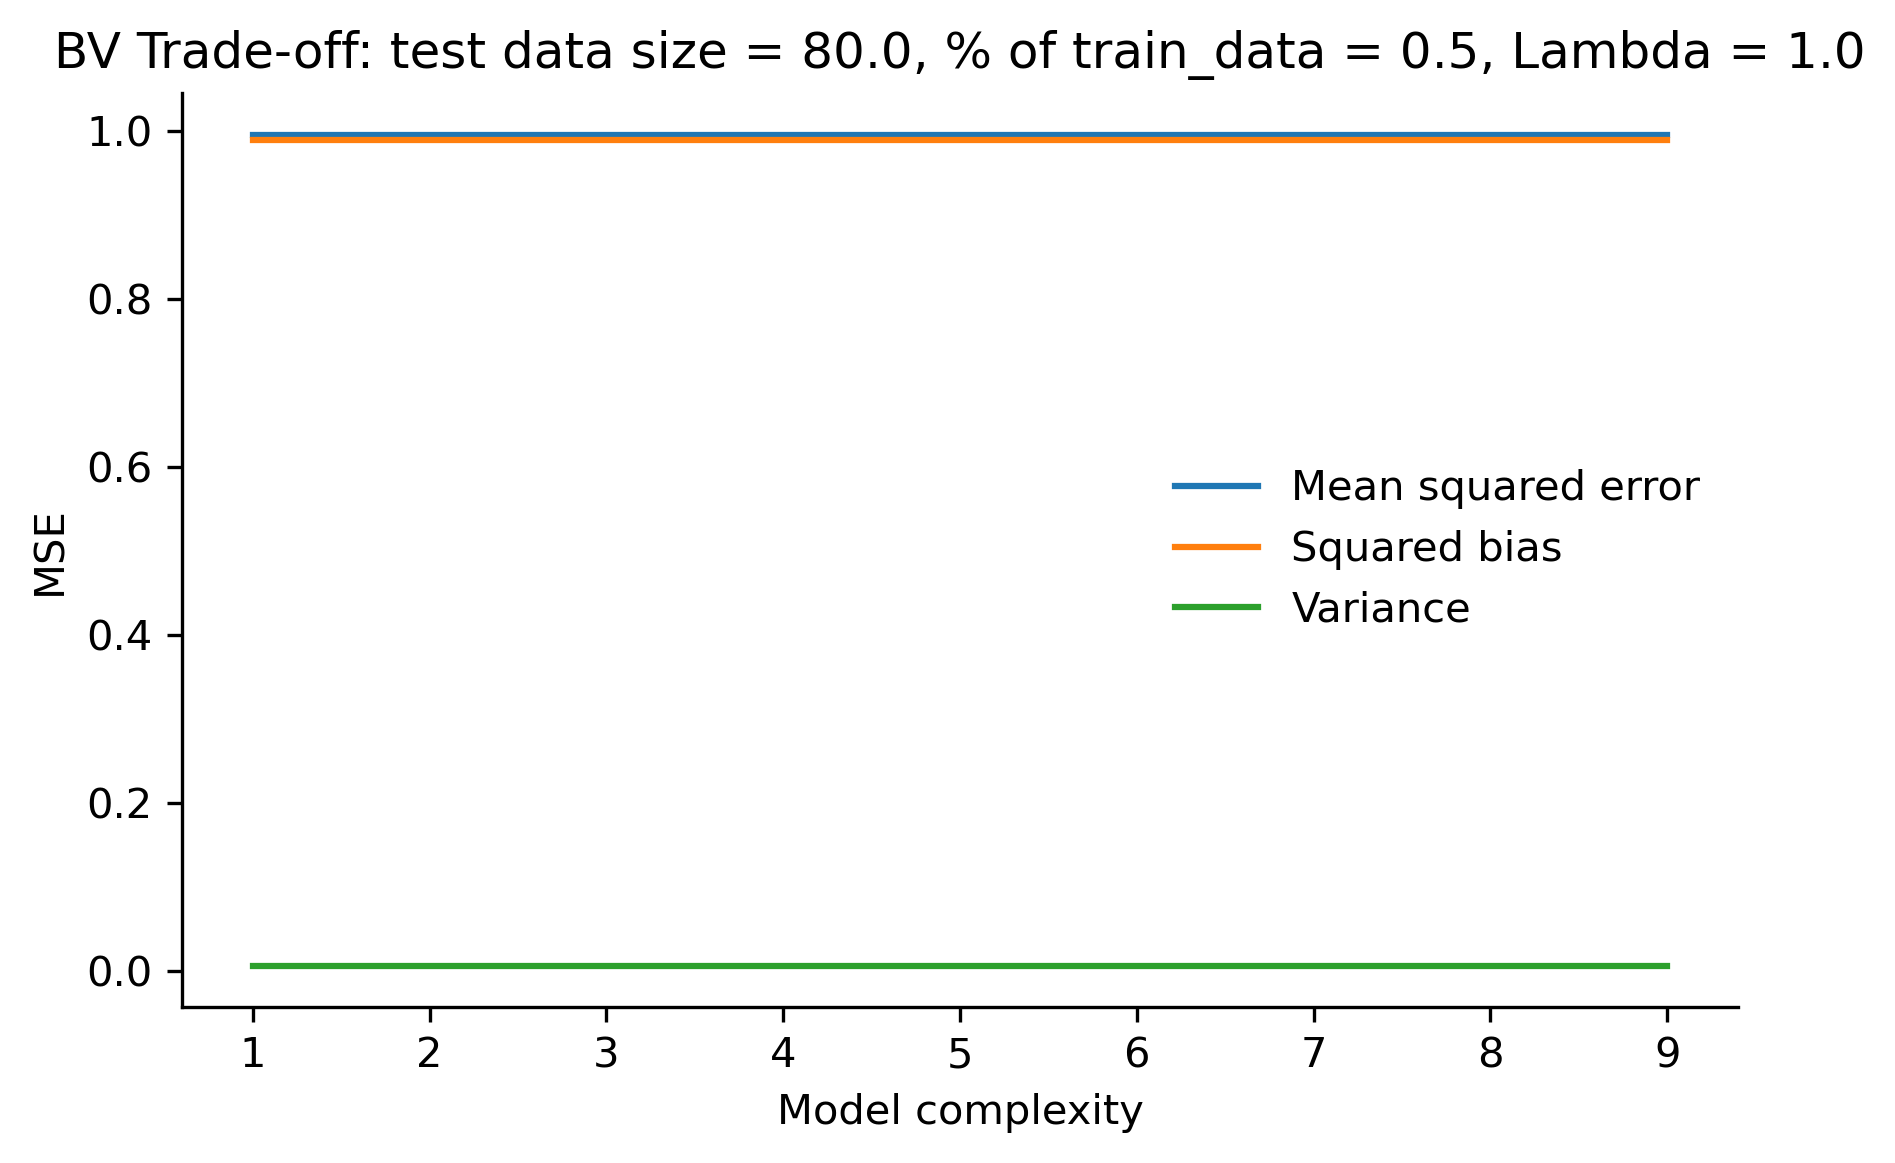 BV Trade-off: test data size = 80.0, % of train_data = 0.5, Lambda = 1.0
1.0
0.8
0.6
0.4
0.2
0.0
MSE
Mean squared error
Squared bias
Variance
1 2 3 4 5 6 7 8 9
Model complexity